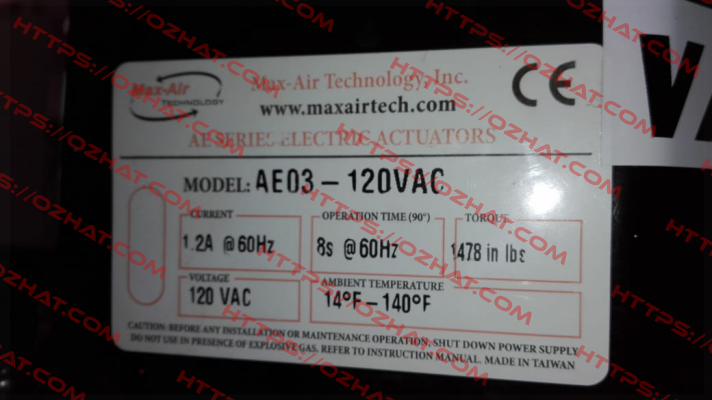 Max-Air
TECHNOLOGY
Max-Air Technology, Inc.
www.maxairtech.com
CE
AE SERIES ELECTRIC ACTUATORS
MODEL: AE03-120VAC
CURRENT
1.2A @ 60Hz
OPERATION TIME (90°)
8s @ 60Hz
TORQUE
1478 in lbs
VOLTAGE
120 VAC
AMBIENT TEMPERATURE
14°F-140°F
CAUTION: BEFORE ANY INSTALLATION OR MAINTENANCE OPERATION, SHUT DOWN POWER SUPPLY
DO NOT USE IN PRESENCE OF EXPLOSIVE GAS. REFER TO INSTRUCTION MANUAL. MADE IN TAIWAN
HTTPS://OZHAT.COM